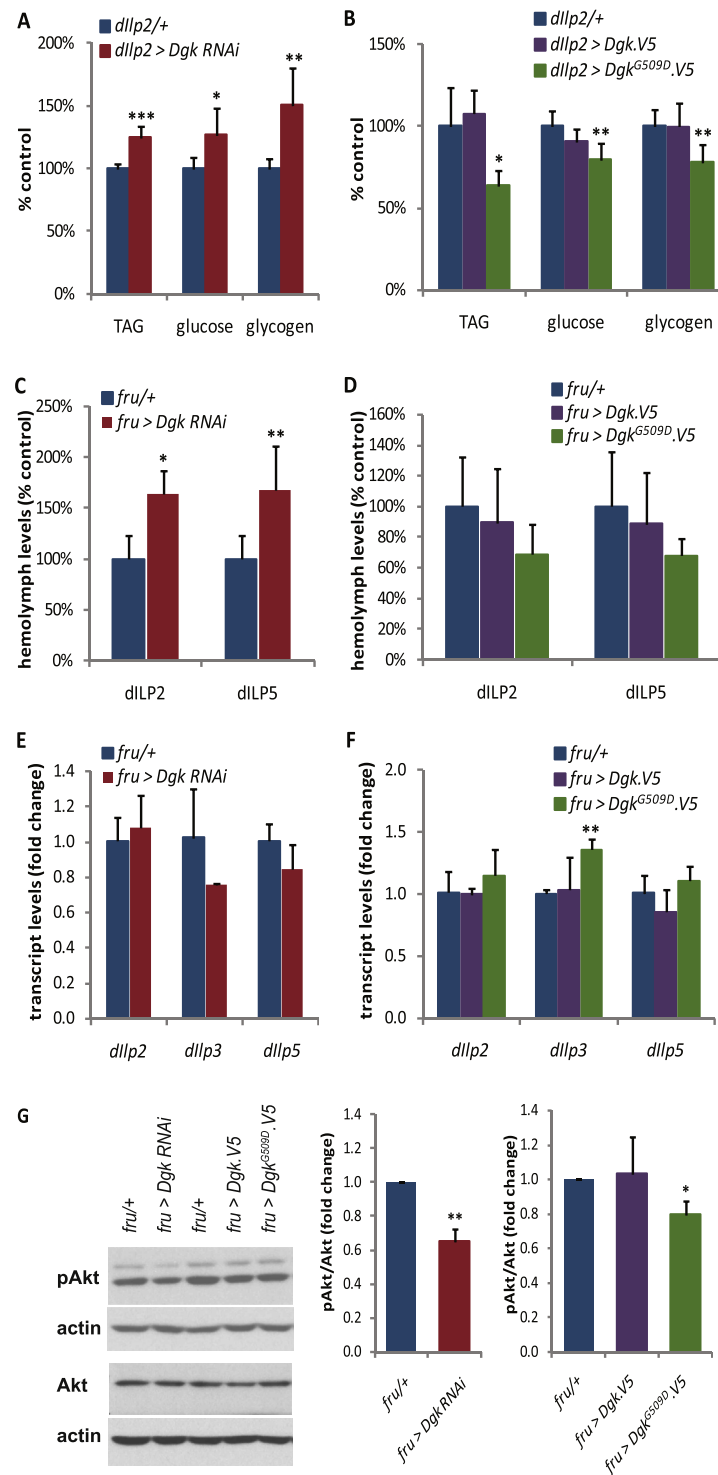 A
dIlp2/+
dIlp2 > Dgk RNAi
% control
200%
150%
100%
50%
0%
***
*
**
TAG glucose glycogen
B
dIlp2/+
dIlp2 > Dgk.V5
dIlp2 > Dgk^G509D.V5
% control
150%
100%
50%
0%
*
**
**
TAG glucose glycogen
C
fru/+
fru > Dgk RNAi
hemolymph levels (% control)
250%
200%
150%
100%
50%
0%
*
**
dILP2 dILP5
D
fru/+
fru > Dgk.V5
fru > Dgk^G509D.V5
hemolymph levels (% control)
160%
140%
120%
100%
80%
60%
40%
20%
0%
dILP2 dILP5
E
fru/+
fru > Dgk RNAi
transcript levels (fold change)
1.4
1.2
1.0
0.8
0.6
0.4
0.2
0.0
dIlp2 dIlp3 dIlp5
F
fru/+
fru > Dgk.V5
fru > Dgk^G509D.V5
transcript levels (fold change)
2.0
1.5
1.0
0.5
0.0
**
dIlp2 dIlp3 dIlp5
G
fru/+
fru > Dgk RNAi
fru/+
fru > Dgk.V5
fru > Dgk^G509D.V5
pAkt
actin
Akt
actin
pAkt/Akt (fold change)
1.4
1.2
1.0
0.8
0.6
0.4
0.2
0.0
**
fru/+
fru > Dgk RNAi
pAkt/Akt (fold change)
1.4
1.2
1.0
0.8
0.6
0.4
0.2
0.0
*
fru/+
fru > Dgk.V5
fru > Dgk^G509D.V5